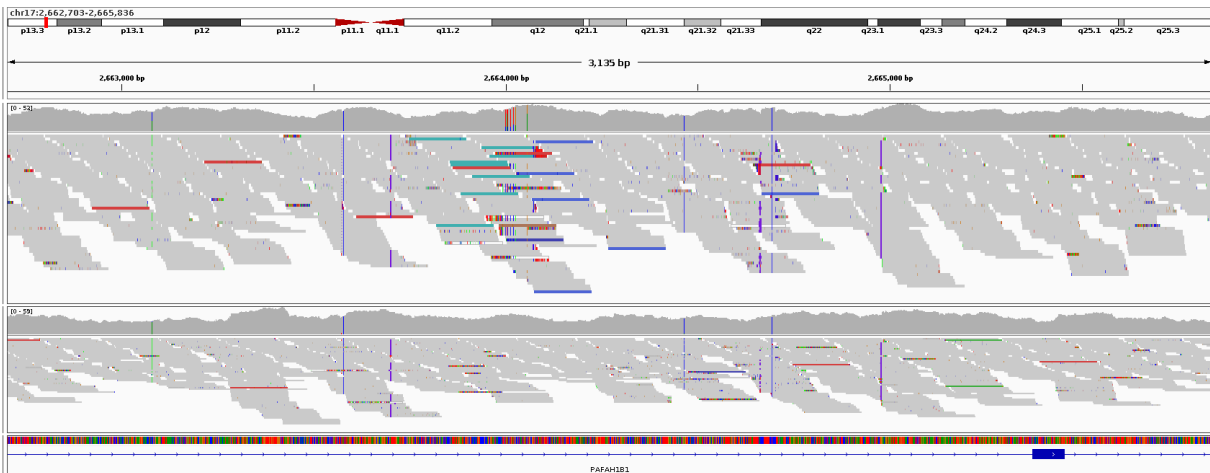 chr17:2,662,703-2,665,836
p13.3 p13.2 p13.1 p12 p11.2 p11.1 q11.1 q11.2 q12 q21.1 q21.31 q21.32 q21.33 q22 q23.1 q23.3 q24.2 q24.3 q25.1 q25.2 q25.3
3,135 bp
2,663,000 bp 2,664,000 bp 2,665,000 bp
[0 - 53]
[0 - 59]
PAFAH1B1